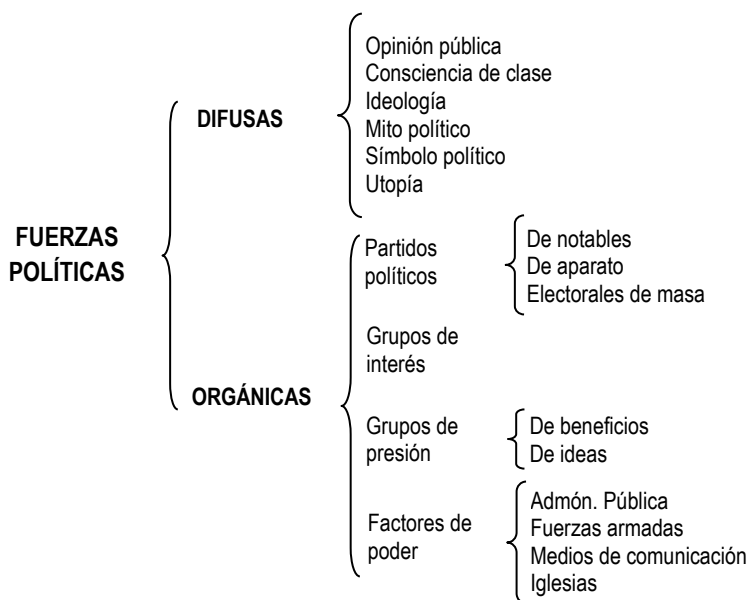 FUERZAS
POLÍTICAS
DIFUSAS
Opinión pública
Consciencia de clase
Ideología
Mito político
Símbolo político
Utopía
ORGÁNICAS
Partidos
políticos
De notables
De aparato
Electorales de masa
Grupos de
interés
Grupos de
presión
De beneficios
De ideas
Factores de
poder
Admón. Pública
Fuerzas armadas
Medios de comunicación
Iglesias